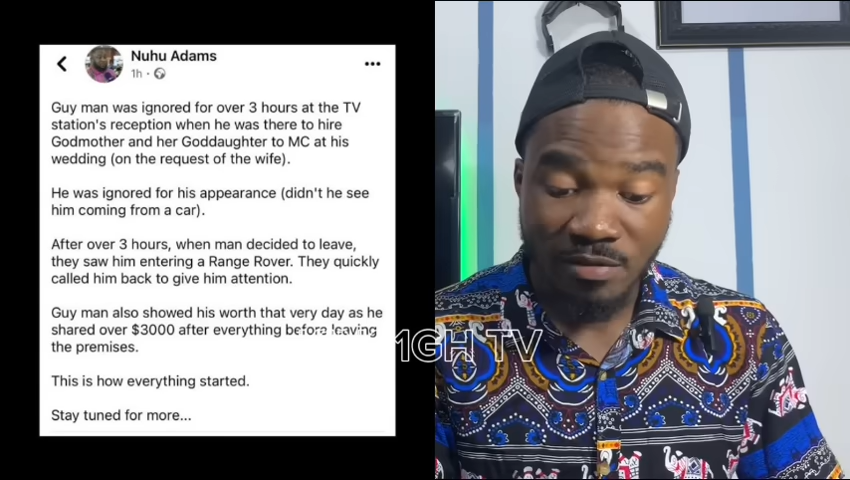 Nuhu Adams
1h ·
Guy man was ignored for over 3 hours at the TV
station's reception when he was there to hire
Godmother and her Goddaughter to MC at his
wedding (on the request of the wife).
He was ignored for his appearance (didn't he see
him coming from a car).
After over 3 hours, when man decided to leave,
they saw him entering a Range Rover. They quickly
called him back to give him attention.
Guy man also showed his worth that very day as he
shared over $3000 after everything before leaving
the premises.
This is how everything started.
Stay tuned for more...
MGH TV